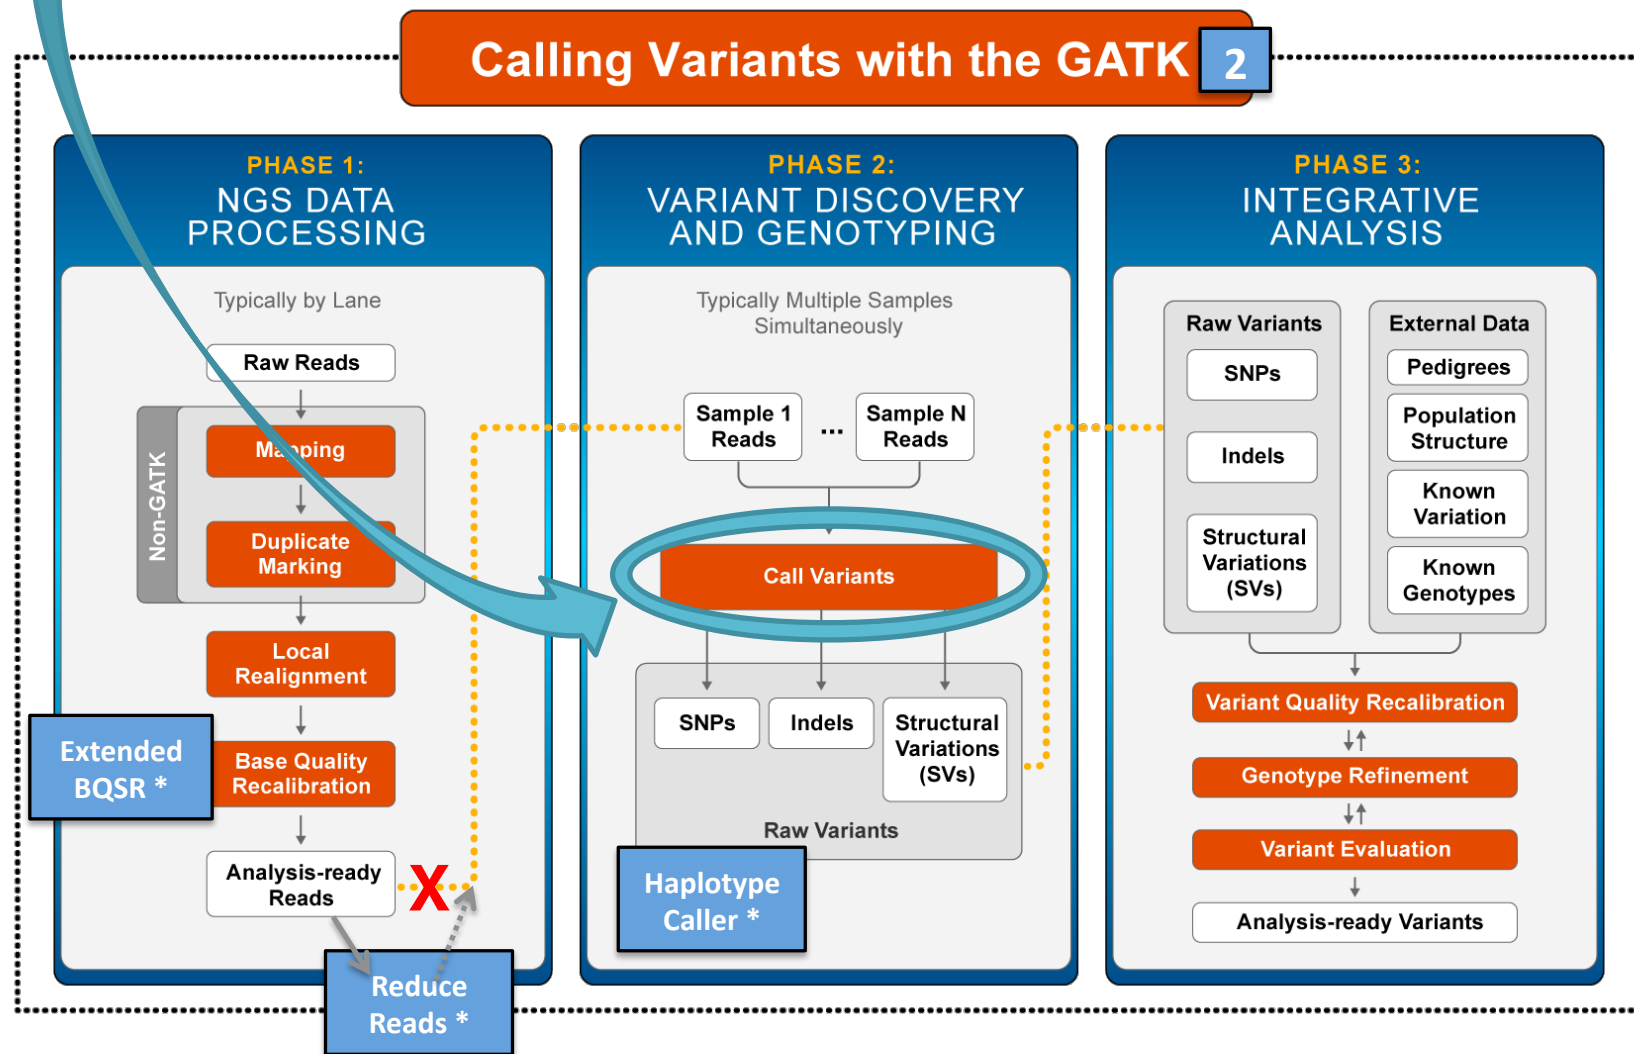 Calling Variants with the GATK 2
PHASE 1:
NGS DATA
PROCESSING
Typically by Lane
Raw Reads
Non-GATK
Mapping
Duplicate
Marking
Local
Realignment
Extended
BQSR *
Base Quality
Recalibration
Analysis-ready
Reads
X
Reduce
Reads *
PHASE 2:
VARIANT DISCOVERY
AND GENOTYPING
Typically Multiple Samples
Simultaneously
Sample 1
Reads
...
Sample N
Reads
Call Variants
SNPs
Indels
Structural
Variations
(SVs)
Raw Variants
Haplotype
Caller *
PHASE 3:
INTEGRATIVE
ANALYSIS
Raw Variants
SNPs
Indels
Structural
Variations
(SVs)
External Data
Pedigrees
Population
Structure
Known
Variation
Known
Genotypes
Variant Quality Recalibration
Genotype Refinement
Variant Evaluation
Analysis-ready Variants